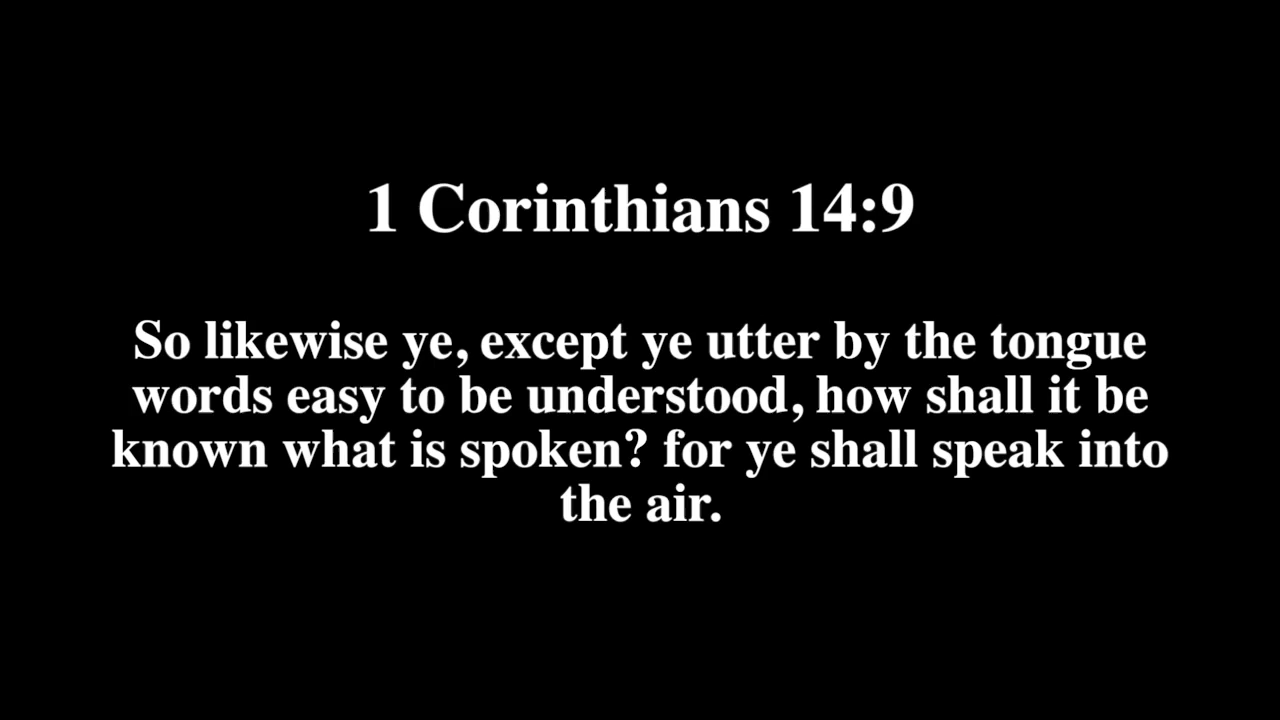 1 Corinthians 14:9
So likewise ye, except ye utter by the tongue
words easy to be understood, how shall it be
known what is spoken? for ye shall speak into
the air.